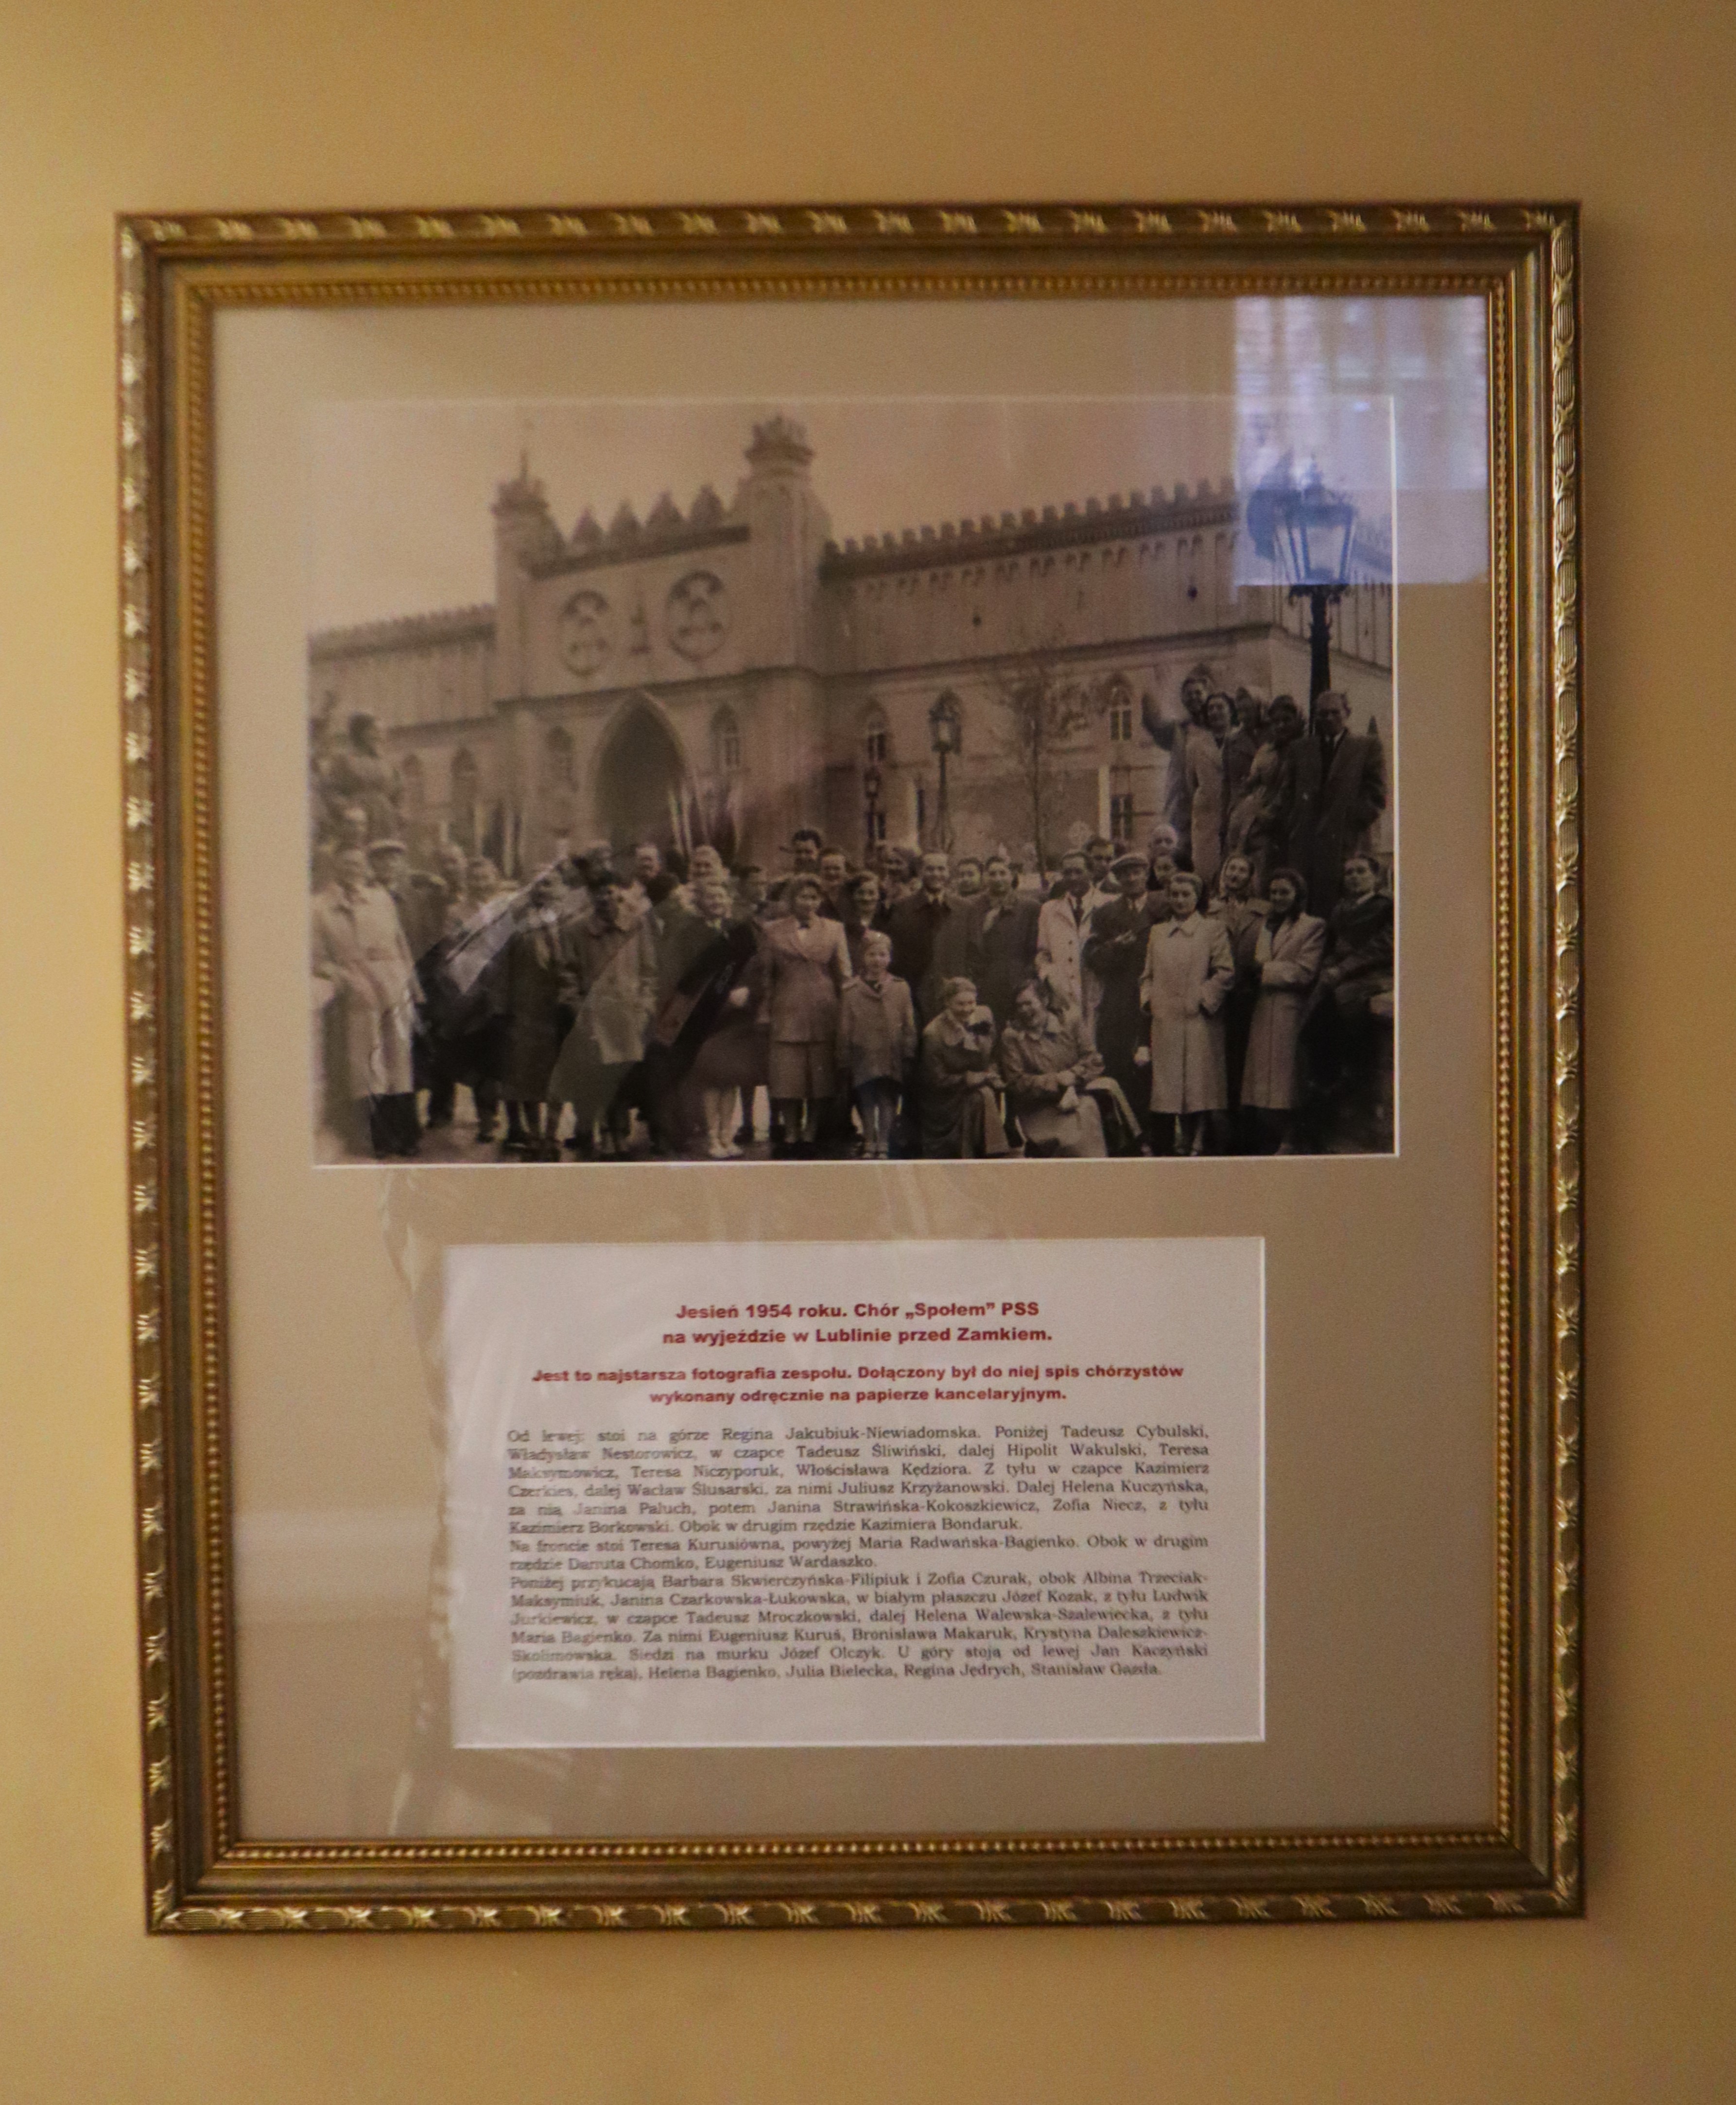 Jesień 1954 roku. Chór „Społem” PSS
na wyjeździe w Lublinie przed Zamkiem.
Jest to najstarsza fotografia zespołu. Dołączony był do niej spis chórzystów
wykonany odręcznie na papierze kancelaryjnym.
Od lewej: stoi na górze Regina Jakubiuk-Niewiadomska. Poniżej Tadeusz Cybulski,
Władysław Nestorowicz, w czapce Tadeusz Śliwiński, dalej Hipolit Wakulski, Teresa
Maksymowicz, Teresa Niczyporuk, Włościsława Kędziora. Z tyłu w czapce Kazimierz
Czerkies, dalej Wacław Ślusarski, za nimi Juliusz Krzyżanowski. Dalej Helena Kuczyńska,
za nią Janina Paluch, potem Janina Strawińska-Kokoszkiewicz, Zofia Niecz, z tyłu
Kazimierz Borkowski. Obok w drugim rzędzie Kazimiera Bondaruk.
Na froncie stoi Teresa Kurusiówna, powyżej Maria Radwańska-Bagienko. Obok w drugim
rzędzie Danuta Chomko, Eugeniusz Wardaszko.
Poniżej przykucają Barbara Skwierczyńska-Filipiuk i Zofia Czurak, obok Albina Trzeciak-
Maksymiuk, Janina Czarkowska-Łukowska, w białym płaszczu Józef Kozak, z tyłu Ludwik
Jurkiewicz, w czapce Tadeusz Mroczkowski, dalej Helena Walewska-Szalewiecka, z tyłu
Maria Bagienko. Za nimi Eugeniusz Kuruś, Bronisława Makaruk, Krystyna Daleszkiewicz-
Skolimowska. Siedzi na murku Józef Olczyk. U góry stoją od lewej Jan Kaczyński
(pozdrawia ręką), Helena Bagienko, Julia Bielecka, Regina Jędrych, Stanisław Gazda.